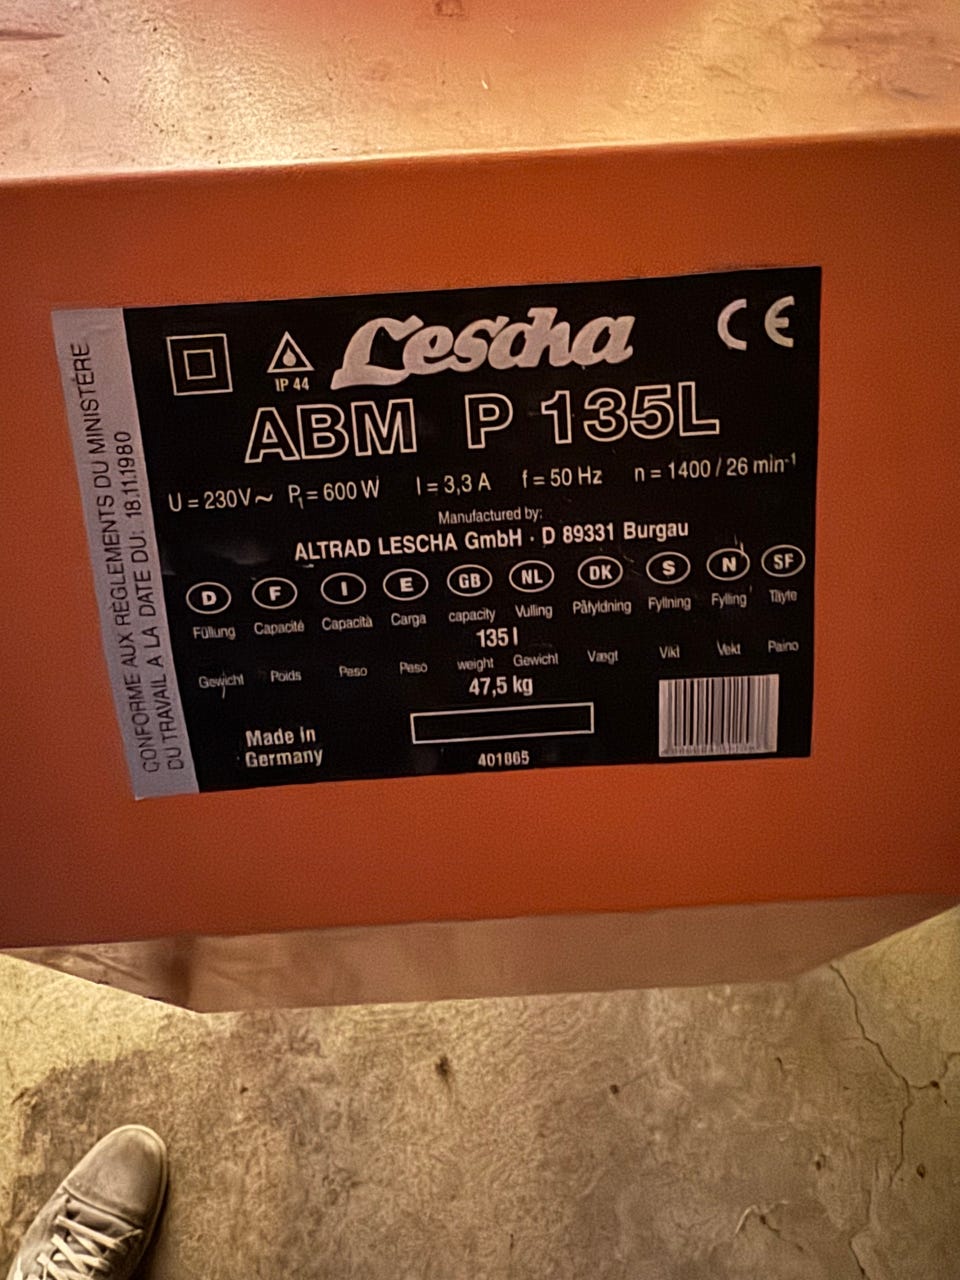 CONFORME AUX RÈGLEMENTS DU MINISTÈRE
DU TRAVAIL A LA DATE DU: 18.11.1980
IP 44
Lescha
CE
ABM P 135L
U = 230V~ P₁ = 600 W I = 3,3 A f = 50 Hz n = 1400 / 26 min⁻¹
Manufactured by:
ALTRAD LESCHA GmbH · D 89331 Burgau
D F I E GB NL DK S N SF
Füllung Capacité Capacità Carga capacity Vulling Påfyldning Fyllning Fylling Täyte
135 l
Gewicht Poids Peso Peso weight Gewicht Vægt Vikt Vekt Paino
47,5 kg
Made in
Germany